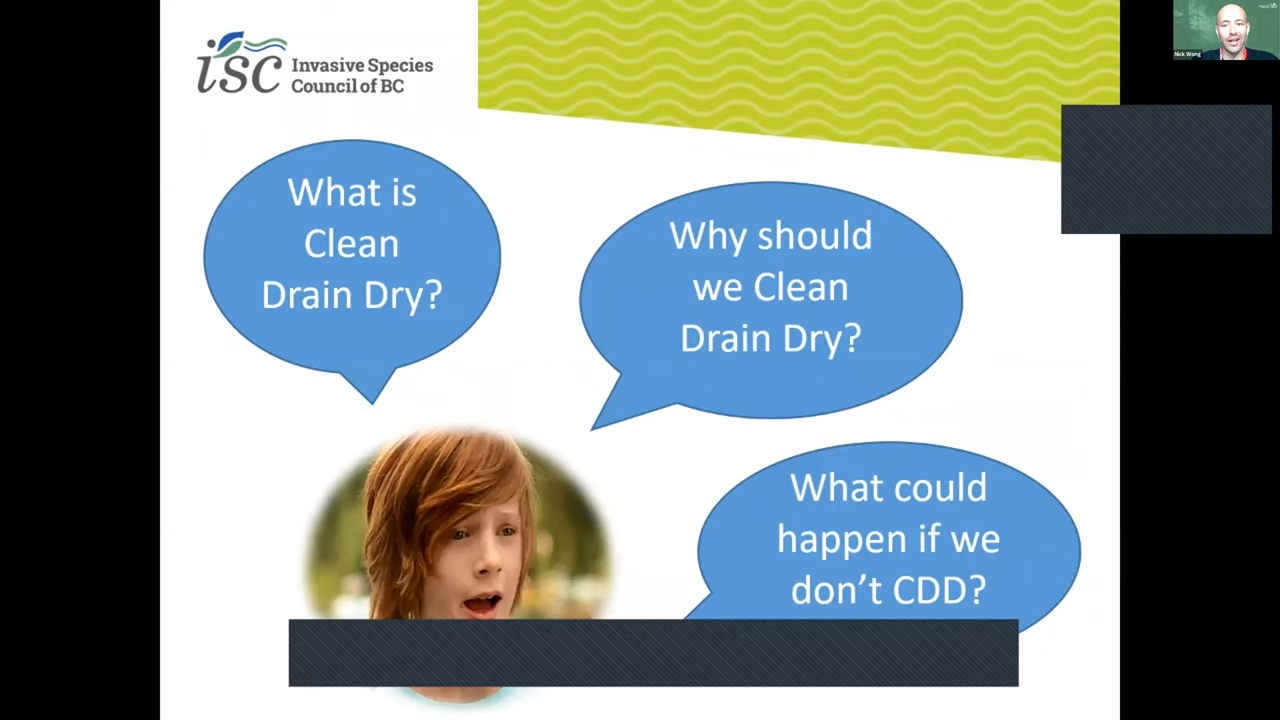 isc Invasive Species
Council of BC
Nick Wong
What is
Clean
Drain Dry?
Why should
we Clean
Drain Dry?
What could
happen if we
don't CDD?